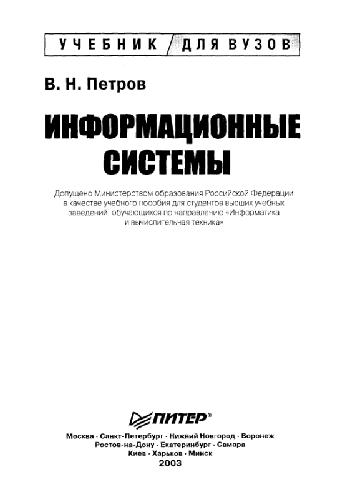 УЧЕБНИК / ДЛЯ ВУЗОВ
В. Н. Петров
ИНФОРМАЦИОННЫЕ
СИСТЕМЫ
Допущено Министерством образования Российской Федерации
в качестве учебного пособия для студентов высших учебных
заведений, обучающихся по направлению «Информатика
и вычислительная техника»
ПИТЕР®
Москва · Санкт-Петербург · Нижний Новгород · Воронеж
Ростов-на-Дону · Екатеринбург · Самара
Киев · Харьков · Минск
2003